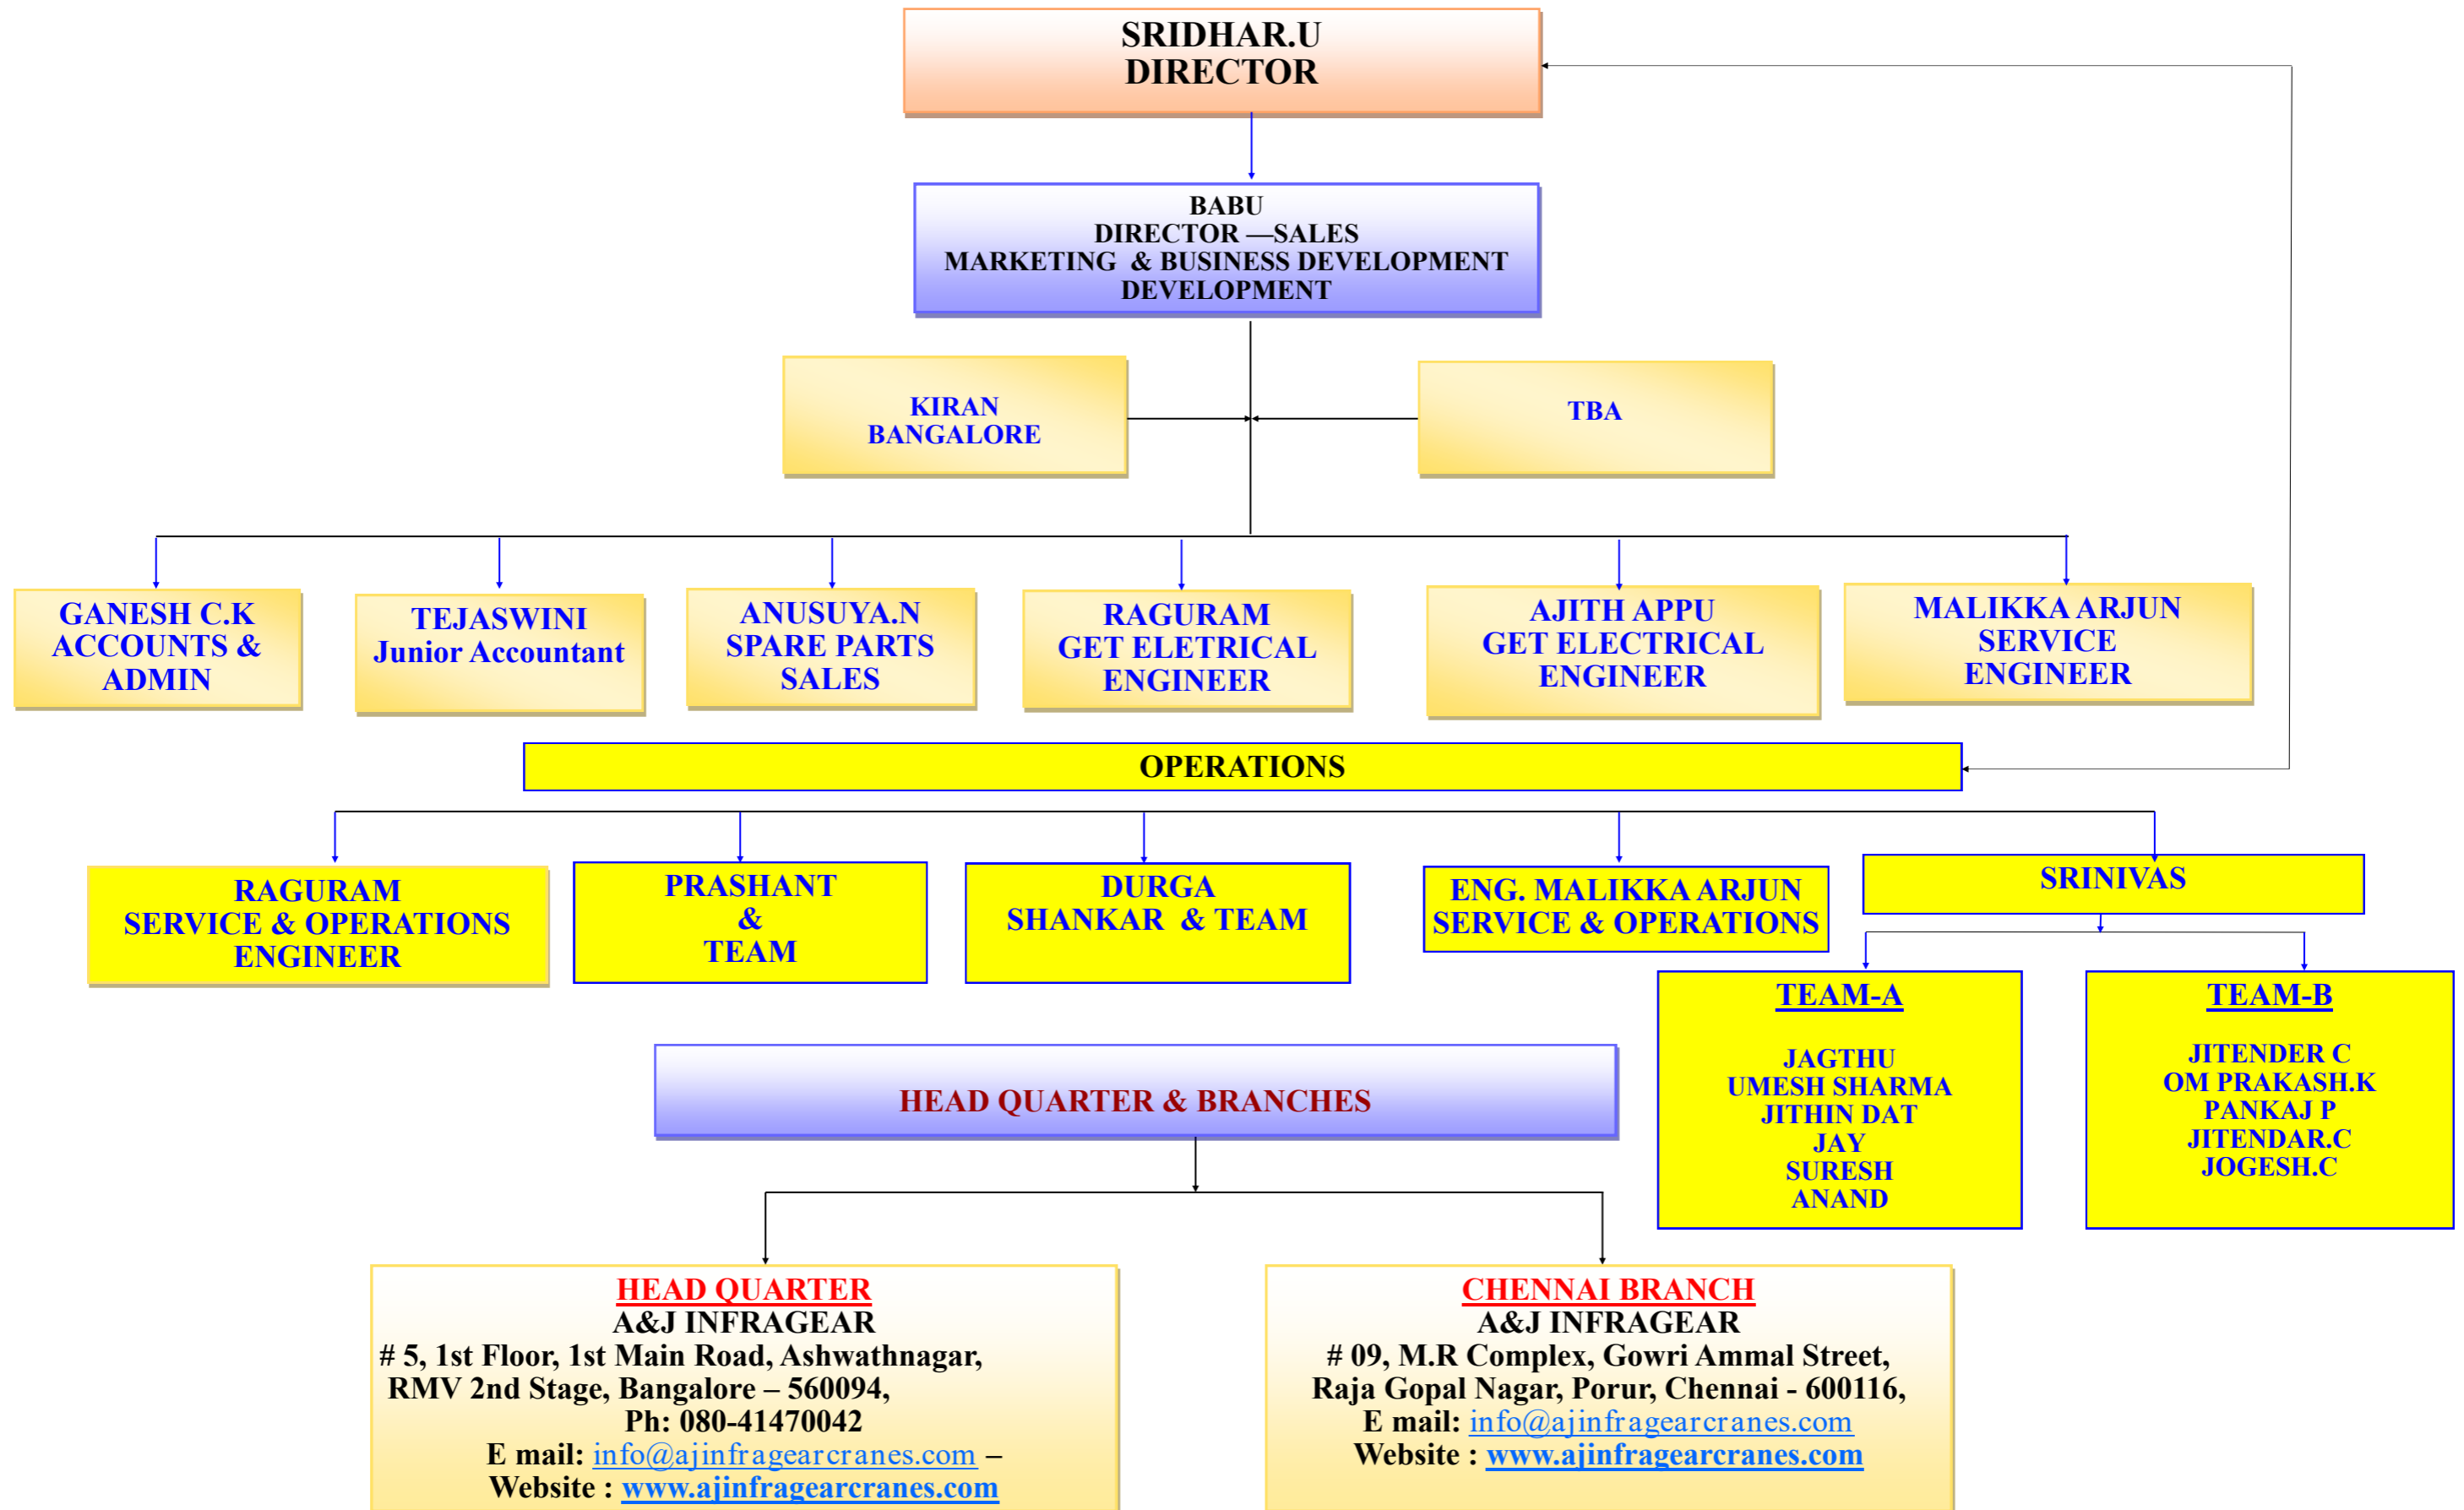 SRIDHAR.U
DIRECTOR
BABU
DIRECTOR —SALES
MARKETING & BUSINESS DEVELOPMENT
DEVELOPMENT
KIRAN
BANGALORE
TBA
GANESH C.K
ACCOUNTS &
ADMIN
TEJASWINI
Junior Accountant
ANUSUYA.N
SPARE PARTS
SALES
RAGURAM
GET ELETRICAL
ENGINEER
AJITH APPU
GET ELECTRICAL
ENGINEER
MALIKKA ARJUN
SERVICE
ENGINEER
OPERATIONS
RAGURAM
SERVICE & OPERATIONS
ENGINEER
PRASHANT
&
TEAM
DURGA
SHANKAR & TEAM
ENG. MALIKKA ARJUN
SERVICE & OPERATIONS
SRINIVAS
TEAM-A
JAGTHU
UMESH SHARMA
JITHIN DAT
JAY
SURESH
ANAND
TEAM-B
JITENDER C
OM PRAKASH.K
PANKAJ P
JITENDAR.C
JOGESH.C
HEAD QUARTER & BRANCHES
HEAD QUARTER
A&J INFRAGEAR
# 5, 1st Floor, 1st Main Road, Ashwathnagar,
RMV 2nd Stage, Bangalore – 560094,
Ph: 080-41470042
E mail: info@ajinfragearcranes.com –
Website : www.ajinfragearcranes.com
CHENNAI BRANCH
A&J INFRAGEAR
# 09, M.R Complex, Gowri Ammal Street,
Raja Gopal Nagar, Porur, Chennai - 600116,
E mail: info@ajinfragearcranes.com
Website : www.ajinfragearcranes.com